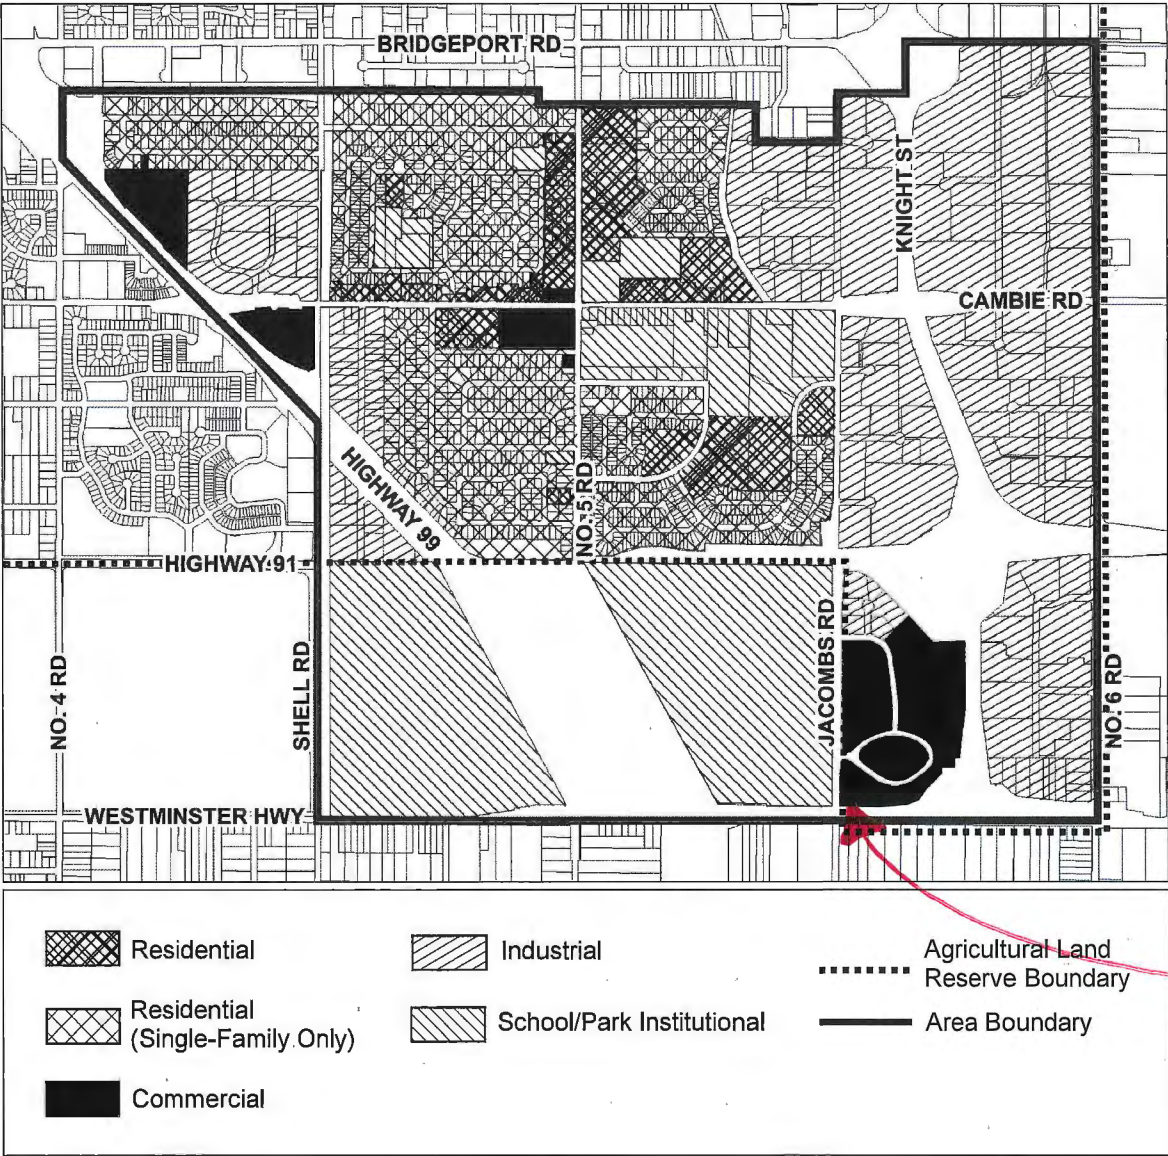 BRIDGEPORT RD
KNIGHT ST
CAMBIE RD
HIGHWAY 99
NO. 5 RD
HIGHWAY 91
NO. 4 RD
SHELL RD
JACOMBS RD
NO. 6 RD
WESTMINSTER HWY
Residential
Industrial
Agricultural Land
Reserve Boundary
Residential
(Single-Family Only)
School/Park Institutional
Area Boundary
Commercial